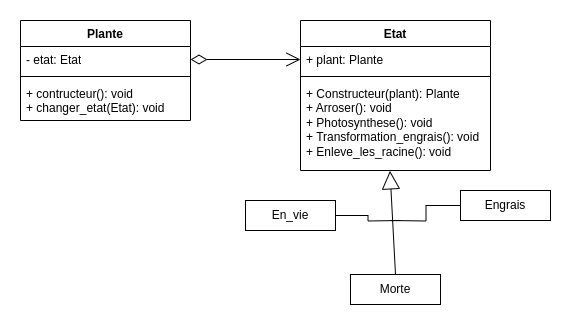 Plante
- etat: Etat
+ contructeur(): void
+ changer_etat(Etat): void
Etat
+ plant: Plante
+ Constructeur(plant): Plante
+ Arroser(): void
+ Photosynthese(): void
+ Transformation_engrais(): void
+ Enleve_les_racine(): void
En_vie
Engrais
Morte